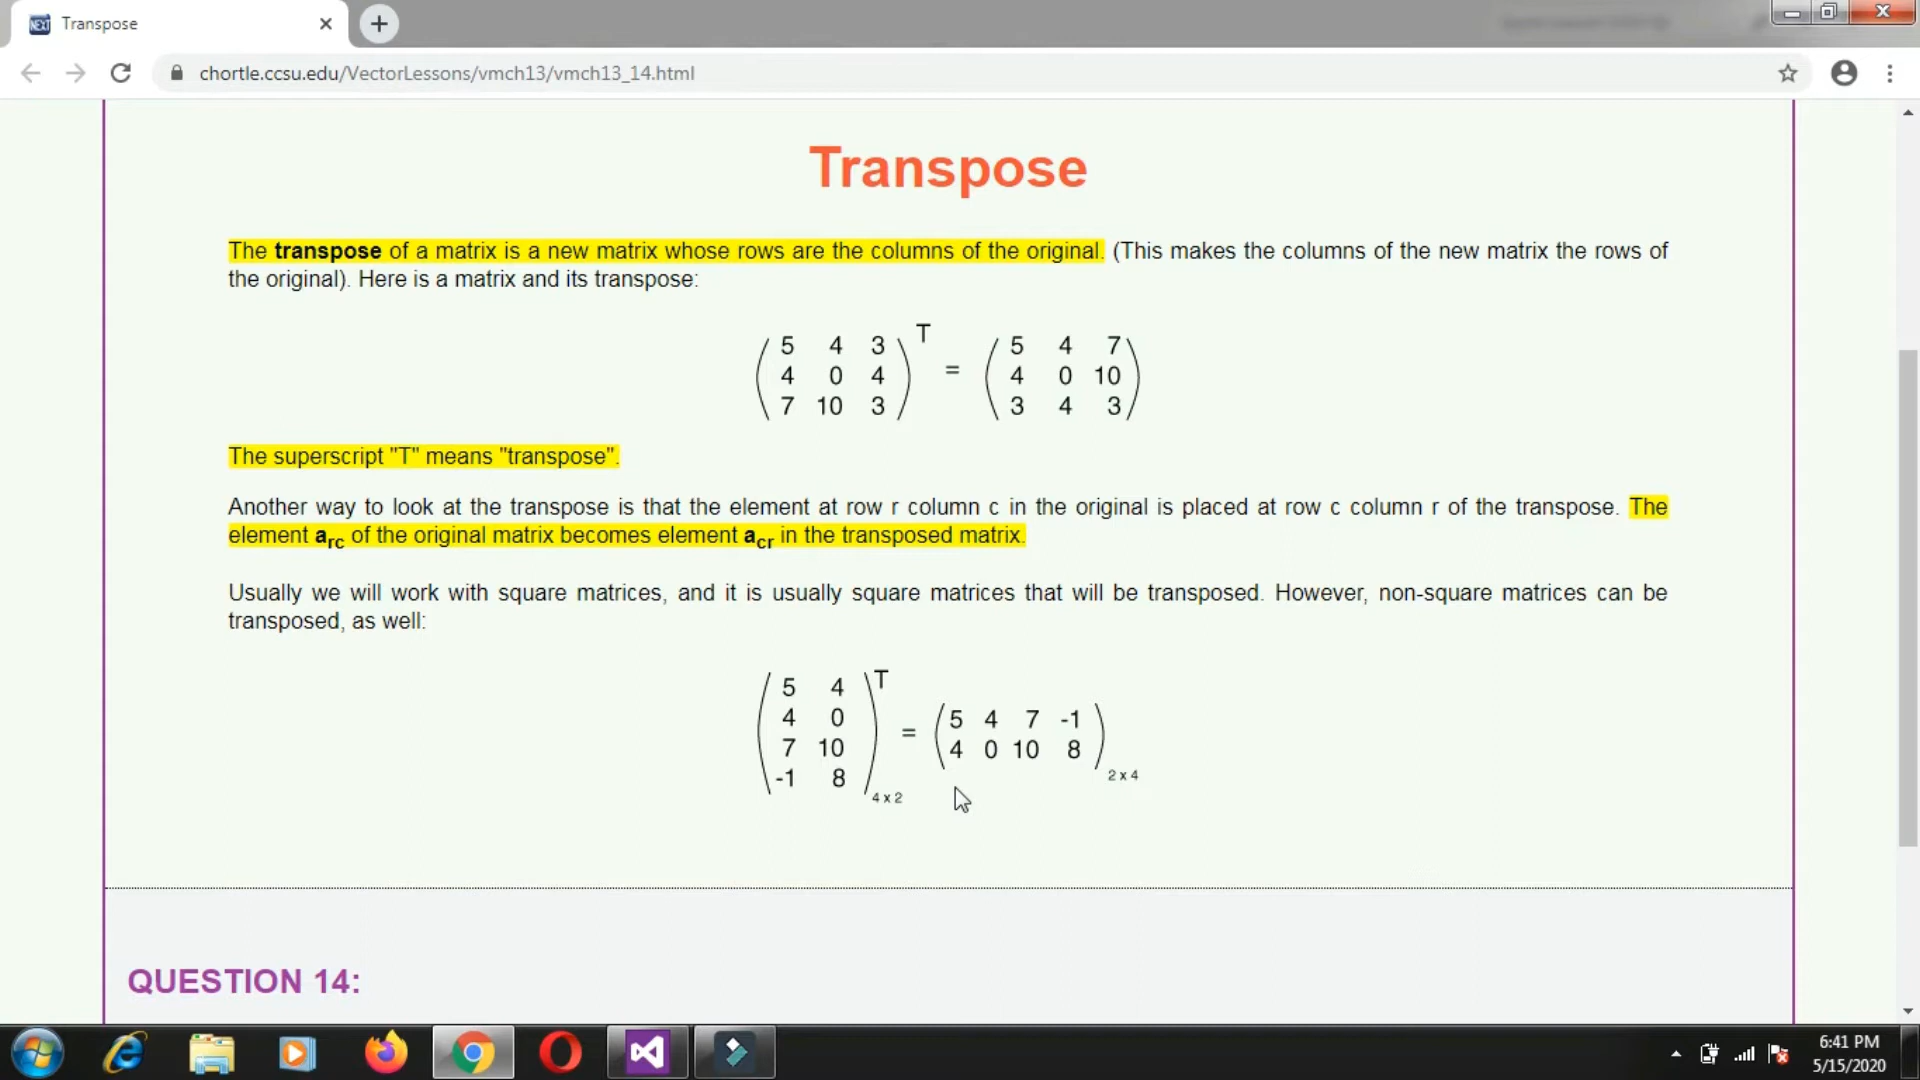 Transpose
chortle.ccsu.edu/VectorLessons/vmch13/vmch13_14.html
Transpose
The transpose of a matrix is a new matrix whose rows are the columns of the original. (This makes the columns of the new matrix the rows of
the original). Here is a matrix and its transpose:
T
5 4 3 5 4 7
4 0 4 = 4 0 10
7 10 3 3 4 3
The superscript "T" means "transpose".
Another way to look at the transpose is that the element at row r column c in the original is placed at row c column r of the transpose. The
element arc of the original matrix becomes element acr in the transposed matrix.
Usually we will work with square matrices, and it is usually square matrices that will be transposed. However, non-square matrices can be
transposed, as well:
T
5 4
4 0 5 4 7 -1
=
7 10 4 0 10 8
-1 8 2 x 4
4 x 2
QUESTION 14:
6:41 PM
5/15/2020